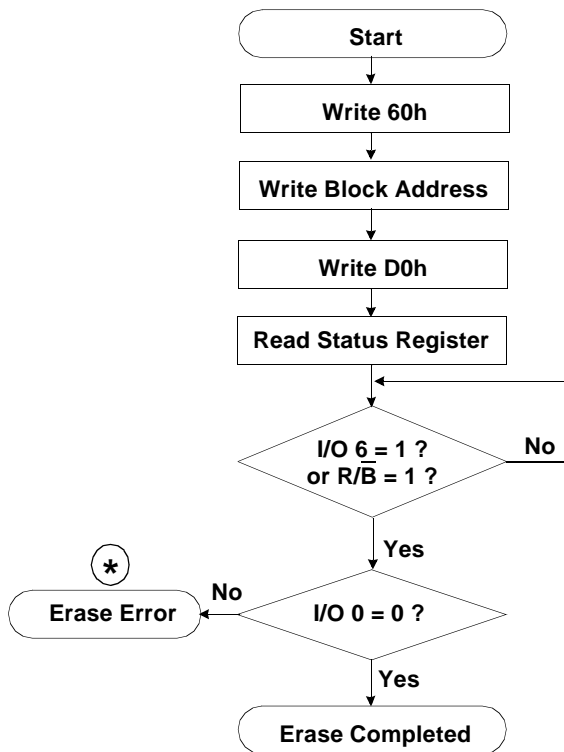 Start
Write 60h
Write Block Address
Write D0h
Read Status Register
I/O 6 = 1 ?
or R/B̅ = 1 ?
No
Yes
*
No
Erase Error
I/O 0 = 0 ?
Yes
Erase Completed